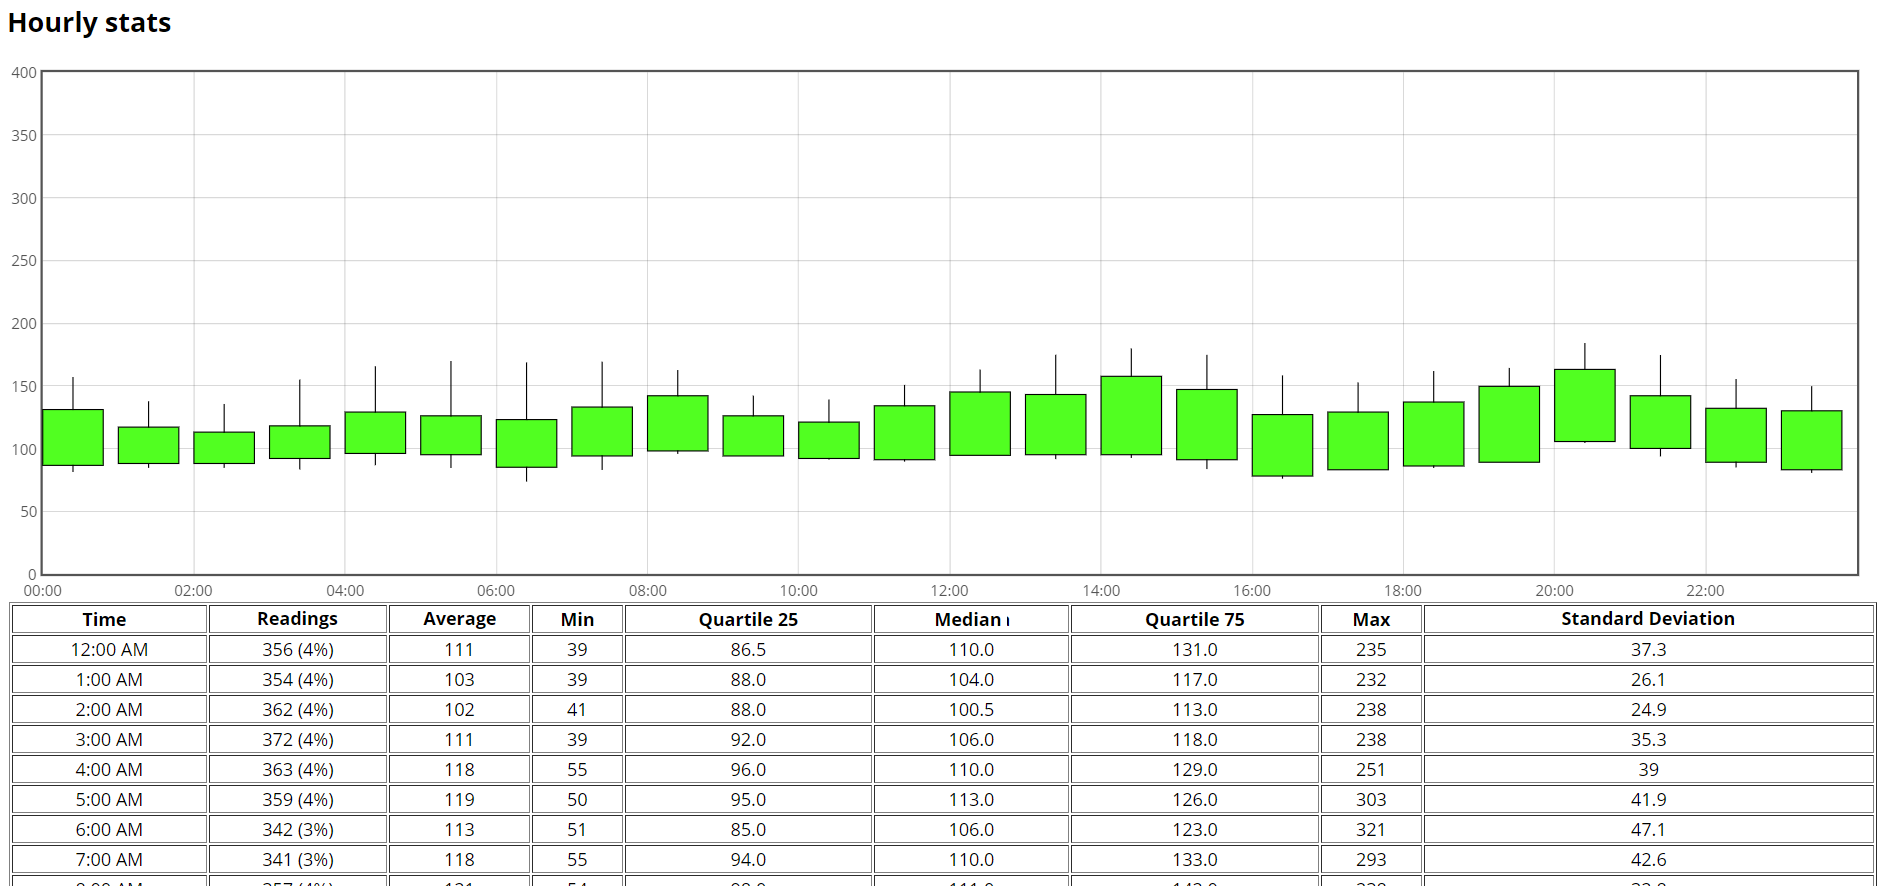 Hourly stats
400
350
300
250
200
150
100
50
0
00:00 02:00 04:00 06:00 08:00 10:00 12:00 14:00 16:00 18:00 20:00 22:00
Time Readings Average Min Quartile 25 Median Quartile 75 Max Standard Deviation
12:00 AM 356 (4%) 111 39 86.5 110.0 131.0 235 37.3
1:00 AM 354 (4%) 103 39 88.0 104.0 117.0 232 26.1
2:00 AM 362 (4%) 102 41 88.0 100.5 113.0 238 24.9
3:00 AM 372 (4%) 111 39 92.0 106.0 118.0 238 35.3
4:00 AM 363 (4%) 118 55 96.0 110.0 129.0 251 39
5:00 AM 359 (4%) 119 50 95.0 113.0 126.0 303 41.9
6:00 AM 342 (3%) 113 51 85.0 106.0 123.0 321 47.1
7:00 AM 341 (3%) 118 55 94.0 110.0 133.0 293 42.6